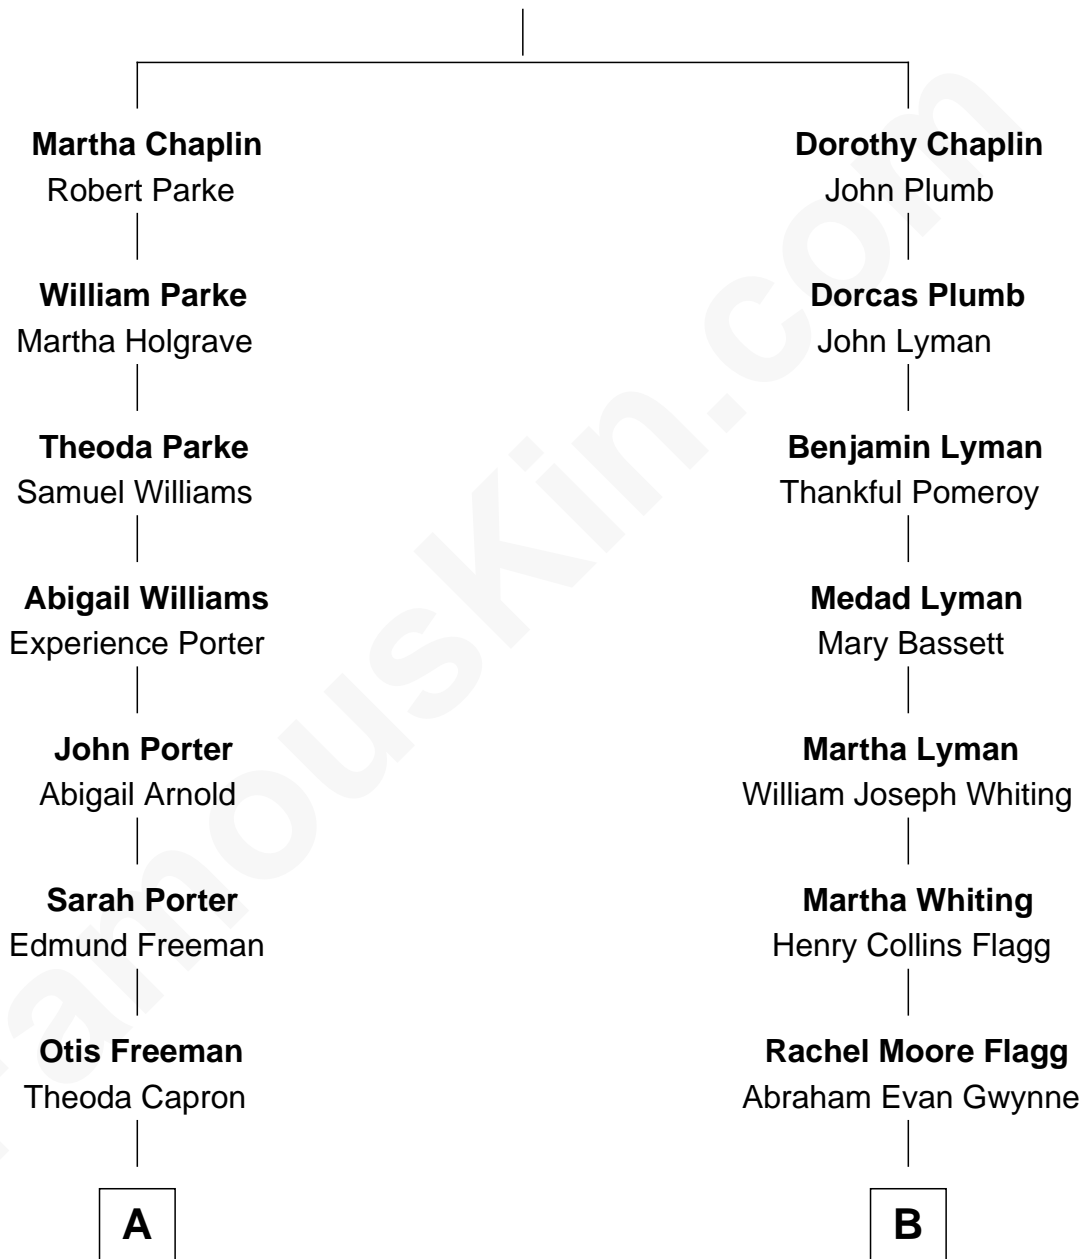 Martha Chaplin
Robert Parke
William Parke
Martha Holgrave
Theoda Parke
Samuel Williams
Abigail Williams
Experience Porter
John Porter
Abigail Arnold
Sarah Porter
Edmund Freeman
Otis Freeman
Theoda Capron
A
Dorothy Chaplin
John Plumb
Dorcas Plumb
John Lyman
Benjamin Lyman
Thankful Pomeroy
Medad Lyman
Mary Bassett
Martha Lyman
William Joseph Whiting
Martha Whiting
Henry Collins Flagg
Rachel Moore Flagg
Abraham Evan Gwynne
B
FamousKin.com